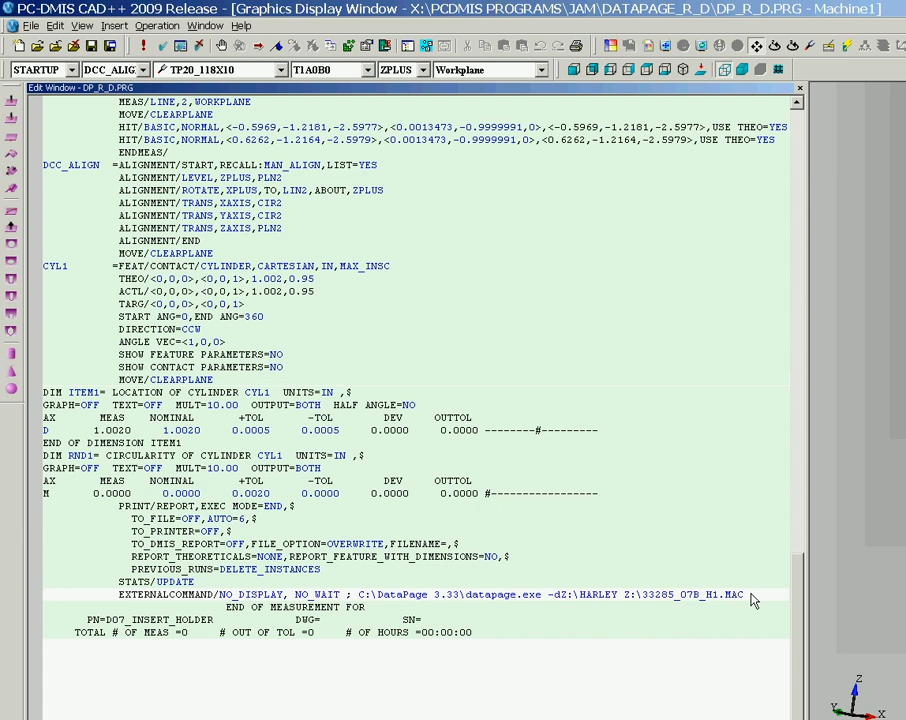 PC-DMIS CAD++ 2009 Release - [Graphics Display Window - X:\PCDMIS PROGRAMS\JAM\DATAPAGE_R_D\DP_R_D.PRG - Machine1]
File Edit View Insert Operation Window Help
STARTUP DCC_ALIG TP20_118X10 T1A0B0 ZPLUS Workplane
Edit Window - DP_R_D.PRG
MEAS/LINE,2,WORKPLANE
MOVE/CLEARPLANE
HIT/BASIC,NORMAL,<-0.5969,-1.2181,-2.5977>,<0.0013473,-0.9999991,0>,<-0.5969,-1.2181,-2.5977>,USE THEO=YES
HIT/BASIC,NORMAL,<0.6262,-1.2164,-2.5979>,<0.0013473,-0.9999991,0>,<0.6262,-1.2164,-2.5979>,USE THEO=YES
ENDMEAS/
DCC_ALIGN =ALIGNMENT/START,RECALL:MAN_ALIGN,LIST=YES
ALIGNMENT/LEVEL,ZPLUS,PLN2
ALIGNMENT/ROTATE,XPLUS,TO,LIN2,ABOUT,ZPLUS
ALIGNMENT/TRANS,XAXIS,CIR2
ALIGNMENT/TRANS,YAXIS,CIR2
ALIGNMENT/TRANS,ZAXIS,PLN2
ALIGNMENT/END
MOVE/CLEARPLANE
CYL1 =FEAT/CONTACT/CYLINDER,CARTESIAN,IN,MAX_INSC
THEO/<0,0,0>,<0,0,1>,1.002,0.95
ACTL/<0,0,0>,<0,0,1>,1.002,0.95
TARG/<0,0,0>,<0,0,1>
START ANG=0,END ANG=360
DIRECTION=CCW
ANGLE VEC=<1,0,0>
SHOW FEATURE PARAMETERS=NO
SHOW CONTACT PARAMETERS=NO
MOVE/CLEARPLANE
DIM ITEM1= LOCATION OF CYLINDER CYL1 UNITS=IN ,$
GRAPH=OFF TEXT=OFF MULT=10.00 OUTPUT=BOTH HALF ANGLE=NO
AX MEAS NOMINAL +TOL -TOL DEV OUTTOL
D 1.0020 1.0020 0.0005 0.0005 0.0000 0.0000 --------#---------
END OF DIMENSION ITEM1
DIM RND1= CIRCULARITY OF CYLINDER CYL1 UNITS=IN ,$
GRAPH=OFF TEXT=OFF MULT=10.00 OUTPUT=BOTH
AX MEAS NOMINAL +TOL -TOL DEV OUTTOL
M 0.0000 0.0000 0.0020 0.0000 0.0000 0.0000 #-----------------
PRINT/REPORT,EXEC MODE=END,$
TO_FILE=OFF,AUTO=6,$
TO_PRINTER=OFF,$
TO_DMIS_REPORT=OFF,FILE_OPTION=OVERWRITE,FILENAME=,$
REPORT_THEORETICALS=NONE,REPORT_FEATURE_WITH_DIMENSIONS=NO,$
PREVIOUS_RUNS=DELETE_INSTANCES
STATS/UPDATE
EXTERNALCOMMAND/NO_DISPLAY, NO_WAIT ; C:\DataPage 3.33\datapage.exe -dZ:\HARLEY Z:\33285_07B_H1.MAC
END OF MEASUREMENT FOR
PN=D07_INSERT_HOLDER DWG= SN=
TOTAL # OF MEAS =0 # OUT OF TOL =0 # OF HOURS =00:00:00
Z
Y X